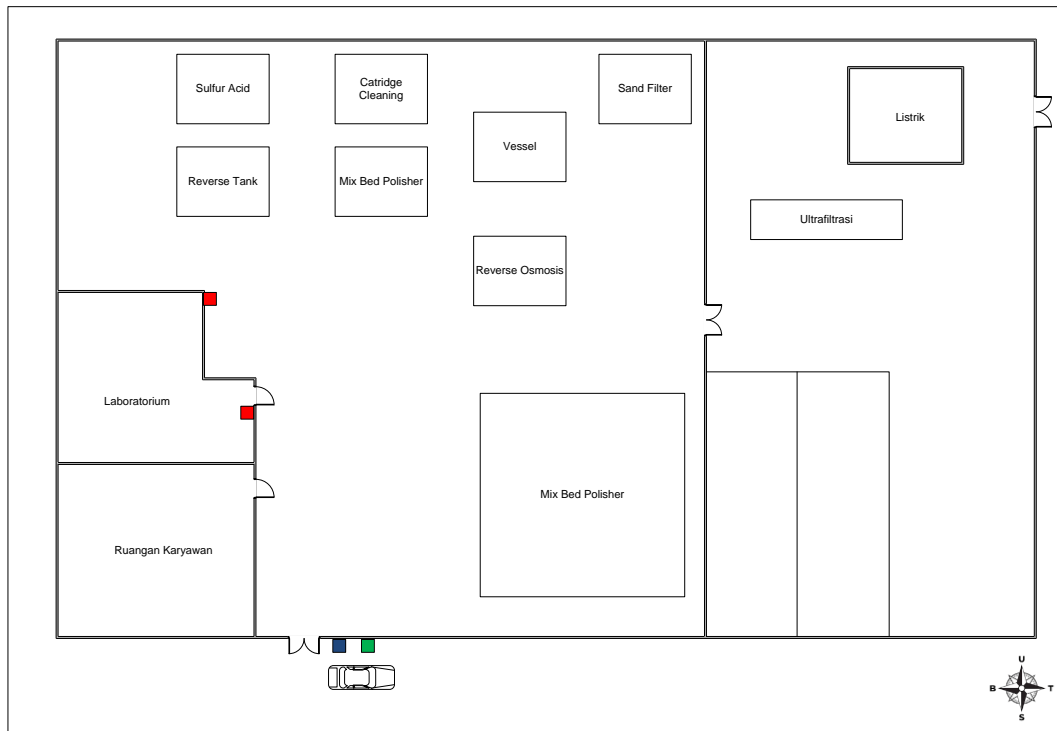 Sulfur Acid
Catridge
Cleaning
Sand Filter
Listrik
Vessel
Reverse Tank
Mix Bed Polisher
Ultrafiltrasi
Reverse Osmosis
Laboratorium
Mix Bed Polisher
Ruangan Karyawan
U
B
T
S